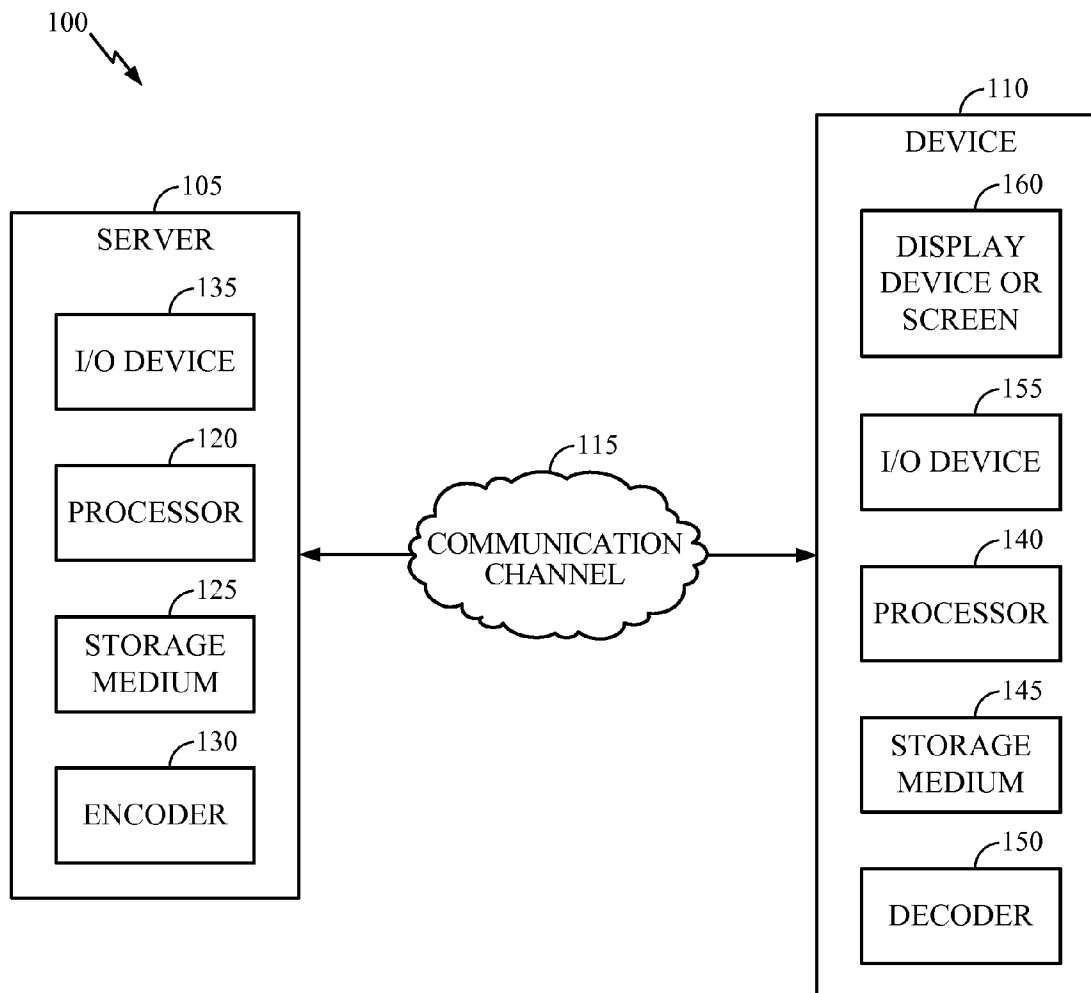 100
105
SERVER
135
I/O DEVICE
120
PROCESSOR
125
STORAGE
MEDIUM
130
ENCODER
115
COMMUNICATION
CHANNEL
110
DEVICE
160
DISPLAY
DEVICE OR
SCREEN
155
I/O DEVICE
140
PROCESSOR
145
STORAGE
MEDIUM
150
DECODER